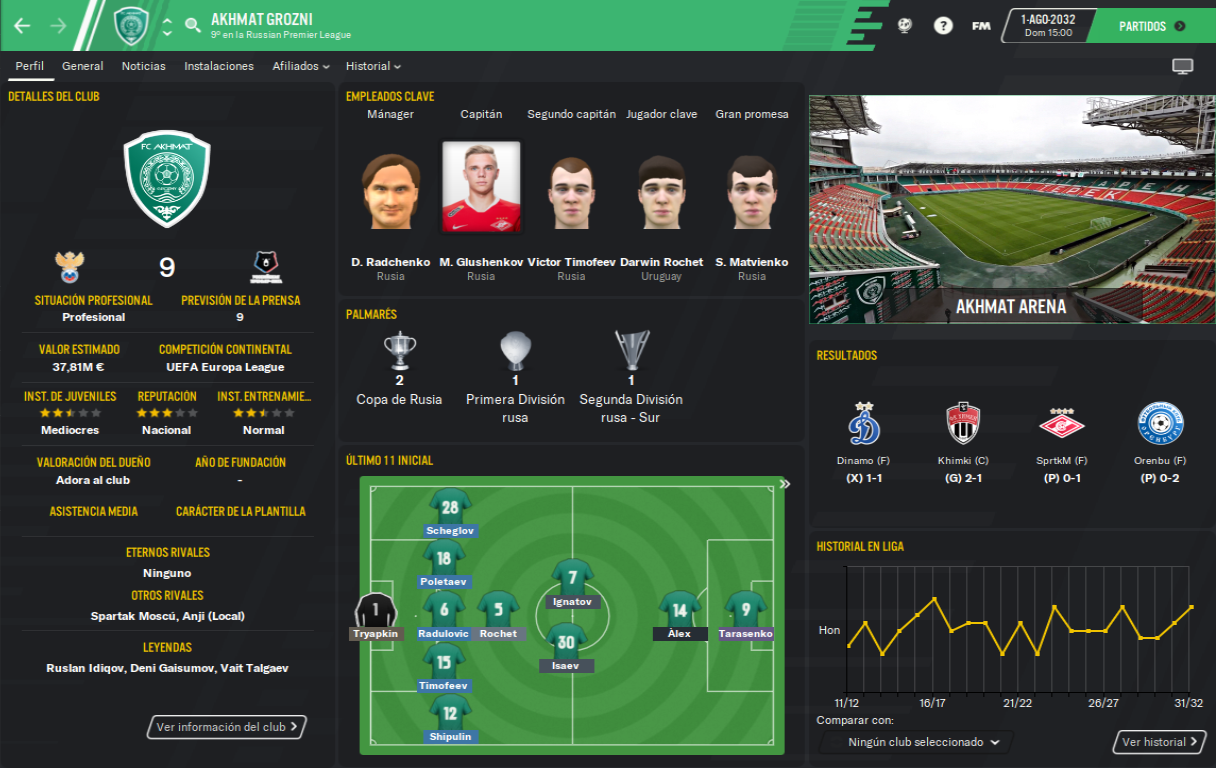 AKHMAT GROZNI
9º en la Russian Premier League
?
FM
1-AGO-2032
Dom 15:00
PARTIDOS
Perfil
General
Noticias
Instalaciones
Afiliados
Historial
DETALLES DEL CLUB
FC AKHMAT
9
SITUACIÓN PROFESIONAL
PREVISIÓN DE LA PRENSA
Profesional
9
VALOR ESTIMADO
COMPETICIÓN CONTINENTAL
37,81M €
UEFA Europa League
INST. DE JUVENILES
REPUTACIÓN
INST. ENTRENAMIE...
Mediocres
Nacional
Normal
VALORACIÓN DEL DUEÑO
AÑO DE FUNDACIÓN
Adora al club
-
ASISTENCIA MEDIA
CARÁCTER DE LA PLANTILLA
ETERNOS RIVALES
Ninguno
OTROS RIVALES
Spartak Moscú, Anji (Local)
LEYENDAS
Ruslan Idiqov, Deni Gaisumov, Vait Talgaev
Ver información del club
EMPLEADOS CLAVE
Mánager
Capitán
Segundo capitán
Jugador clave
Gran promesa
D. Radchenko
M. Glushenkov
Victor Timofeev
Darwin Rochet
S. Matvienko
Rusia
Rusia
Rusia
Uruguay
Rusia
PALMARÉS
2
1
1
Copa de Rusia
Primera División
rusa
Segunda División
rusa - Sur
ÚLTIMO 11 INICIAL
28
Scheglov
18
Poletaev
7
Ignatov
1
Tryapkin
6
Radulovic
5
Rochet
14
Álex
9
Tarasenko
30
Isaev
15
Timofeev
12
Shipulin
AKHMAT ARENA
RESULTADOS
Dinamo (F)
Khimki (C)
SprtkM (F)
Orenbu (F)
(X) 1-1
(G) 2-1
(P) 0-1
(P) 0-2
HISTORIAL EN LIGA
Hon
11/12
16/17
21/22
26/27
31/32
Comparar con:
Ningún club seleccionado
Ver historial